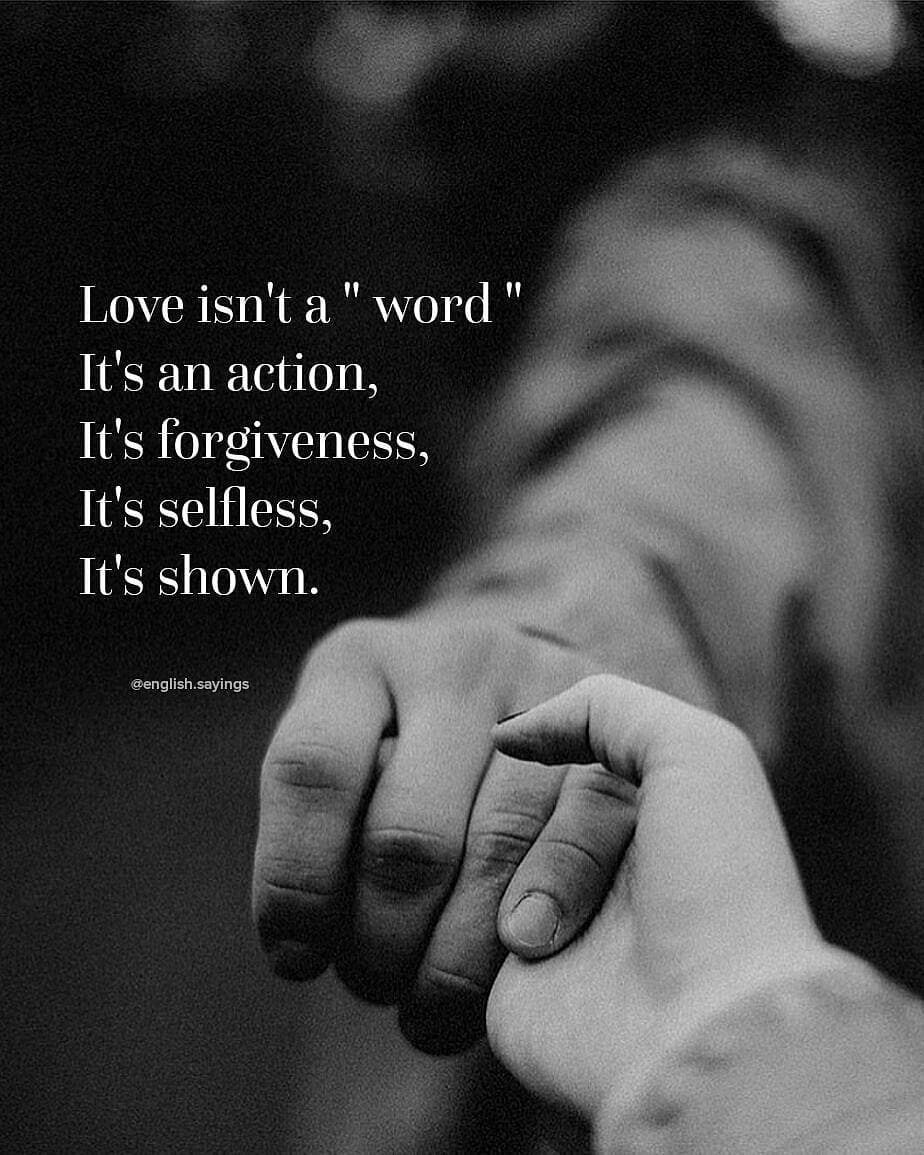 Love isn't a " word "
It's an action,
It's forgiveness,
It's selfless,
It's shown.
@english.sayings